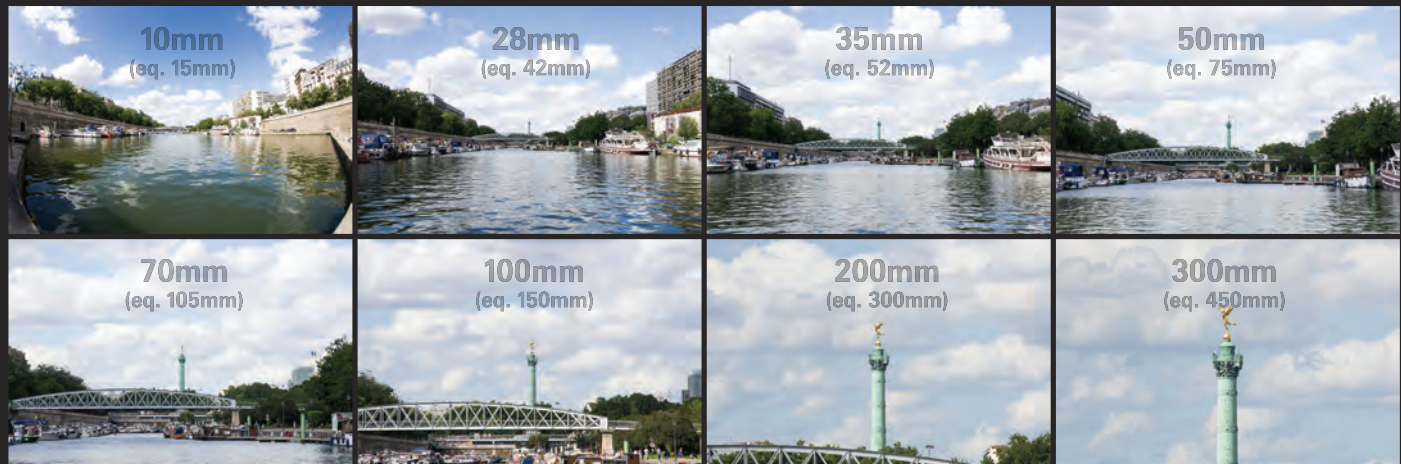 10mm
(eq. 15mm)
28mm
(eq. 42mm)
35mm
(eq. 52mm)
50mm
(eq. 75mm)
70mm
(eq. 105mm)
100mm
(eq. 150mm)
200mm
(eq. 300mm)
300mm
(eq. 450mm)